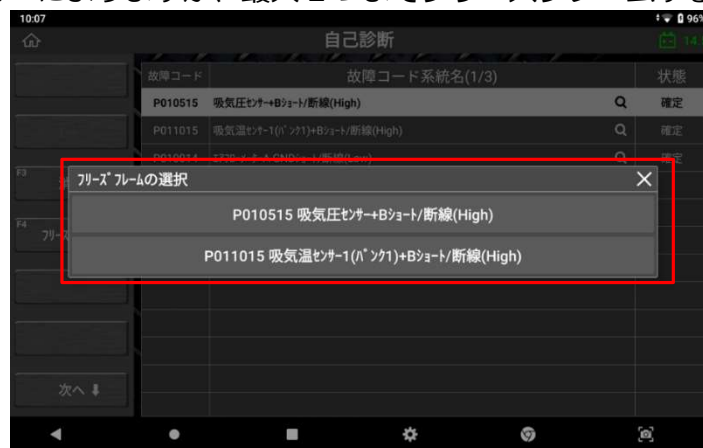 10:07
96%
自己診断
14.
故障コード
故障コード系統名(1/3)
状態
P010515 吸気圧ｾﾝｻｰ+Bｼｮｰﾄ/断線(High) 確定
P011015 吸気温ｾﾝｻｰ1(ﾊﾞﾝｸ1)+Bｼｮｰﾄ/断線(High) 確定
確定
F3
ﾌﾘｰｽﾞﾌﾚｰﾑの選択
P010515 吸気圧ｾﾝｻｰ+Bｼｮｰﾄ/断線(High)
F4
P011015 吸気温ｾﾝｻｰ1(ﾊﾞﾝｸ1)+Bｼｮｰﾄ/断線(High)
次へ